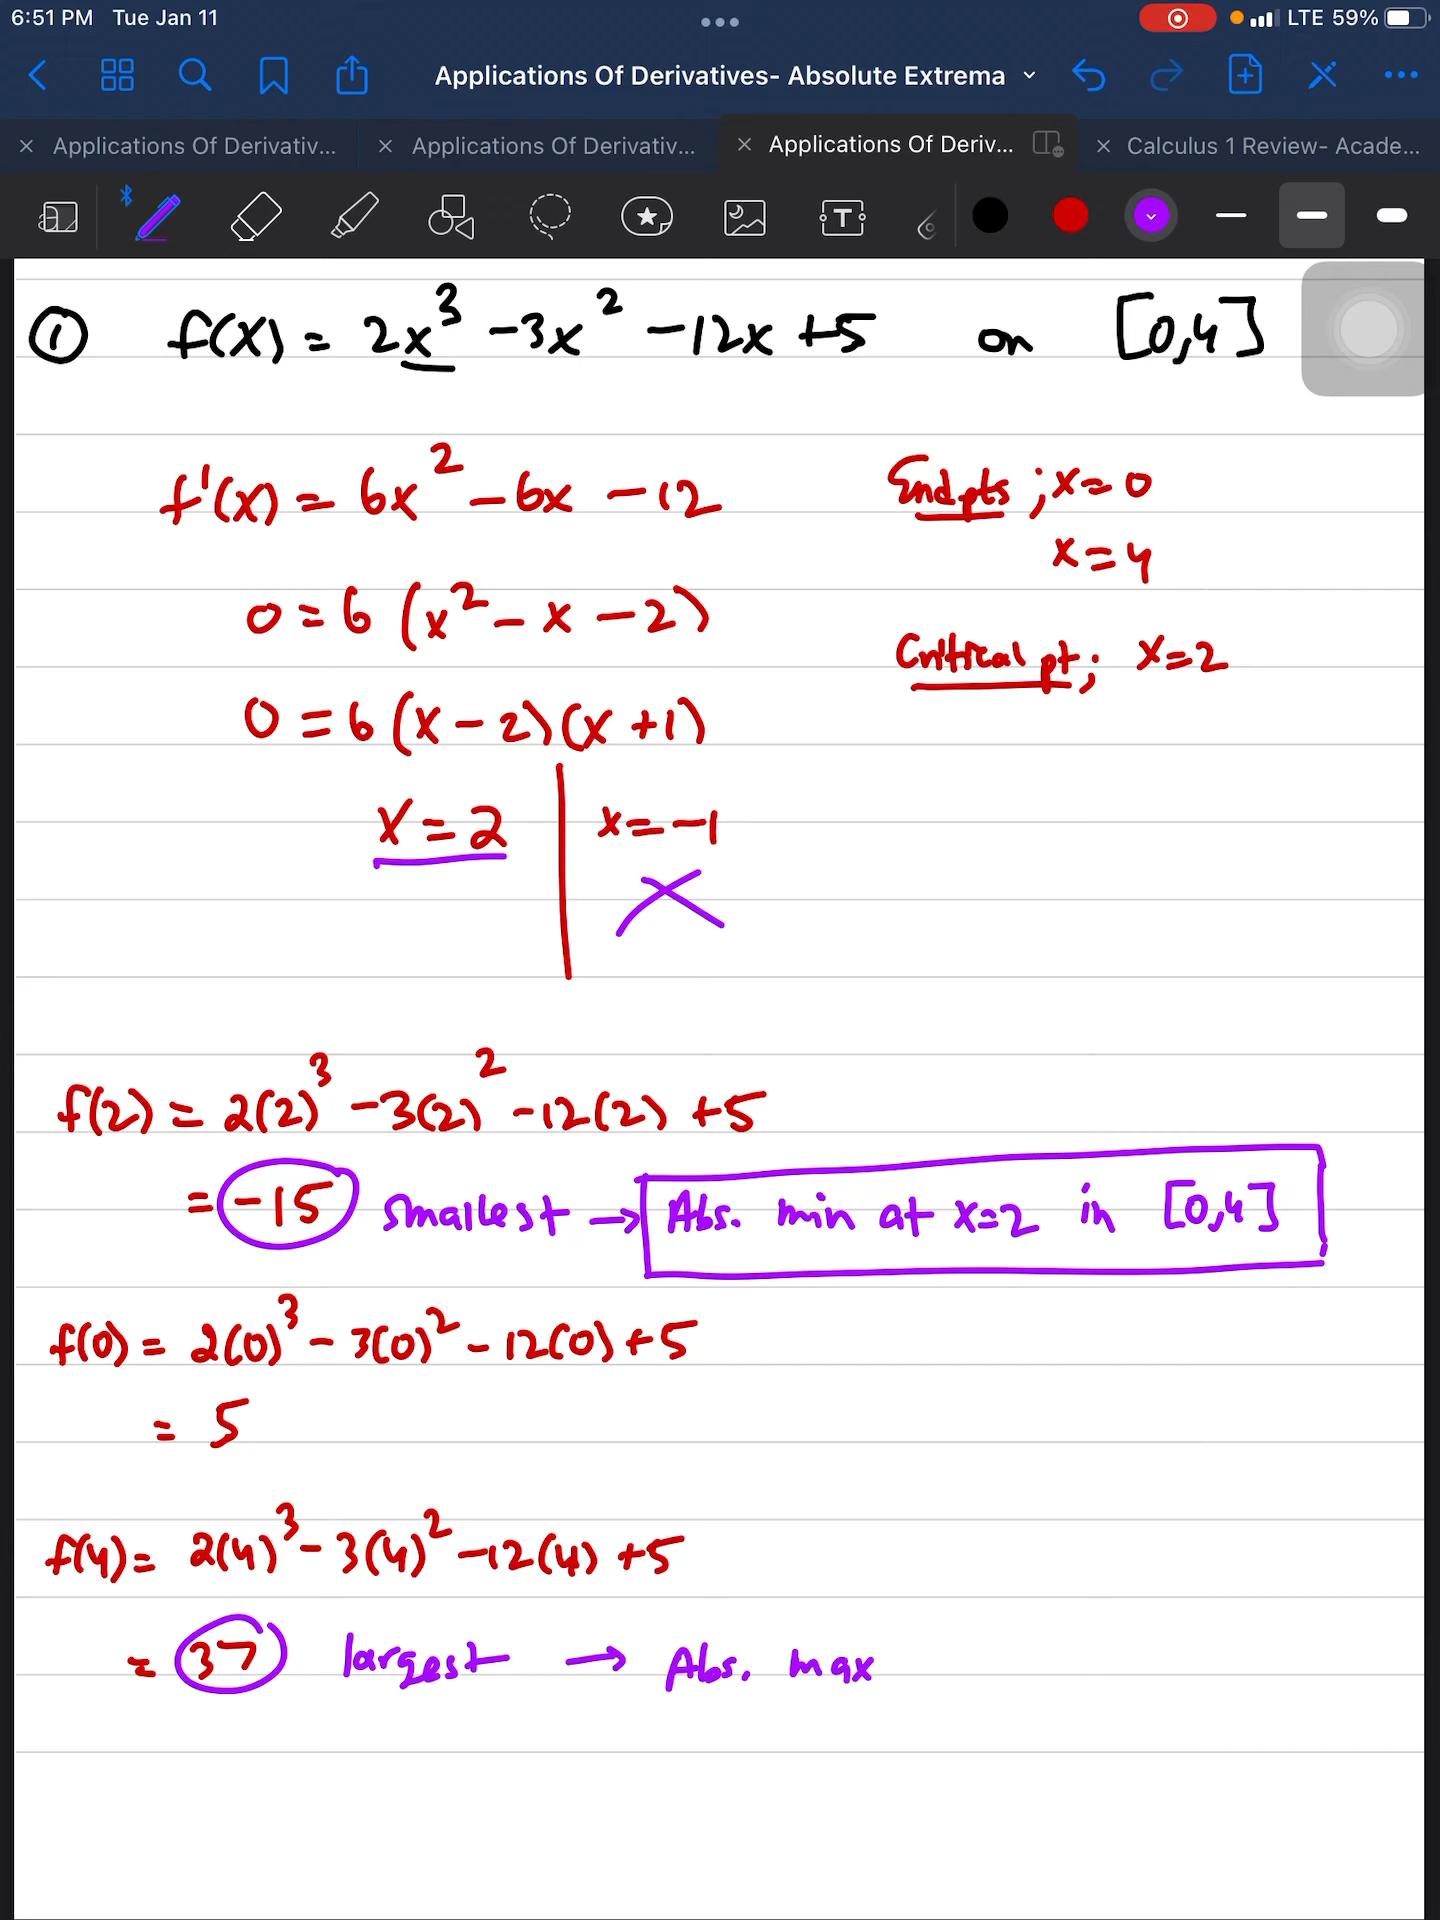 6:51 PM Tue Jan 11
LTE 59%
Applications Of Derivatives- Absolute Extrema
Applications Of Derivativ...
Applications Of Derivativ...
Applications Of Deriv...
Calculus 1 Review- Acade...
① f(x) = 2x³ -3x² -12x +5 on [0,4]
f'(x) = 6x² - 6x - 12
0 = 6 (x² - x - 2)
0 = 6 (x - 2)(x + 1)
x = 2 | x = -1
Endpts ; x = 0
x = 4
Critical pt ; x = 2
f(2) = 2(2)³ -3(2)² -12(2) +5
= -15 smallest → Abs. min at x=2 in [0,4]
f(0) = 2(0)³ - 3(0)² - 12(0) + 5
= 5
f(4) = 2(4)³ - 3(4)² -12(4) +5
= 37 largest → Abs. max